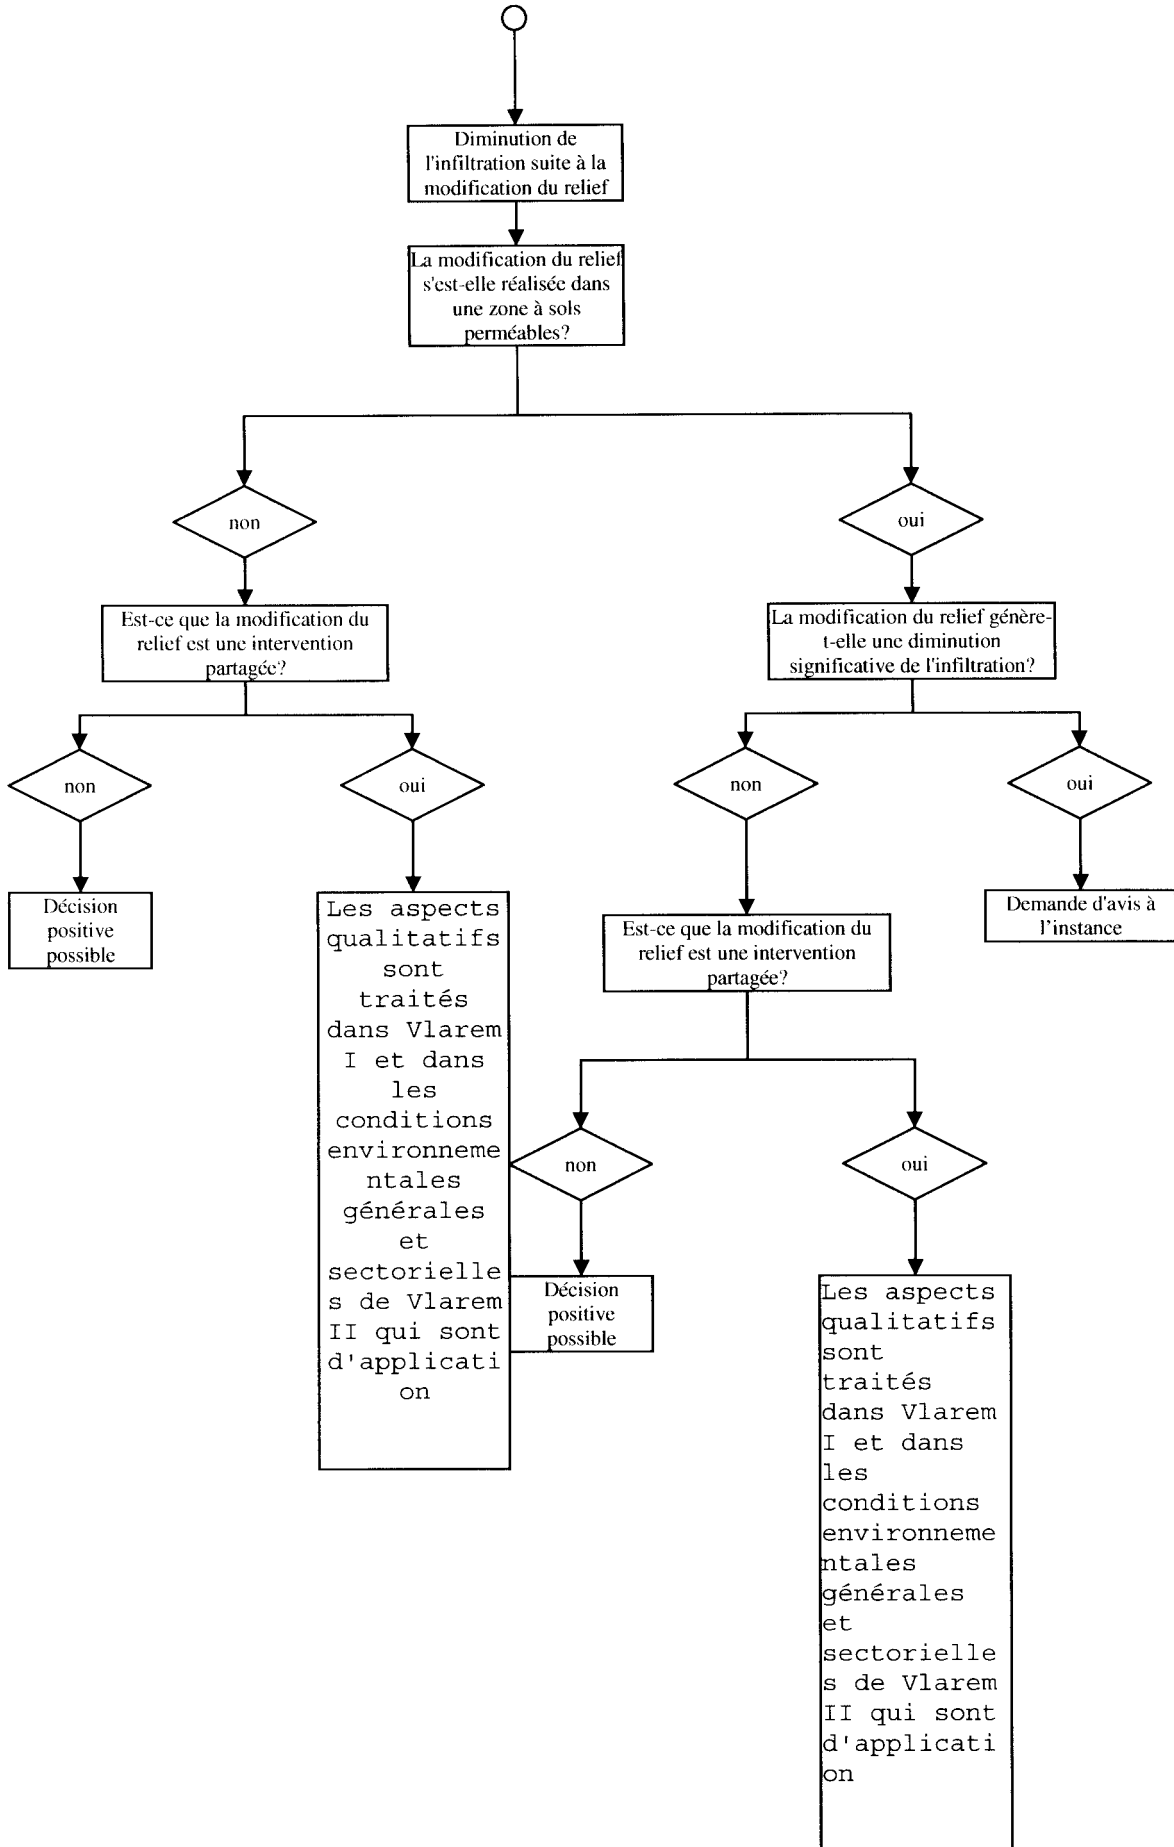 Diminution de
l'infiltration suite à la
modification du relief
La modification du relief
s'est-elle réalisée dans
une zone à sols
perméables?
non
oui
Est-ce que la modification du
relief est une intervention
partagée?
La modification du relief génère-
t-elle une diminution
significative de l'infiltration?
non
oui
non
oui
Décision
positive
possible
Les aspects
qualitatifs
sont
traités
dans Vlarem
I et dans
les
conditions
environneme
ntales
générales
et
sectorielle
s de Vlarem
II qui sont
d'applicati
on
Est-ce que la modification du
relief est une intervention
partagée?
Demande d'avis à
l'instance
non
oui
Décision
positive
possible
Les aspects
qualitatifs
sont
traités
dans Vlarem
I et dans
les
conditions
environneme
ntales
générales
et
sectorielle
s de Vlarem
II qui sont
d'applicati
on